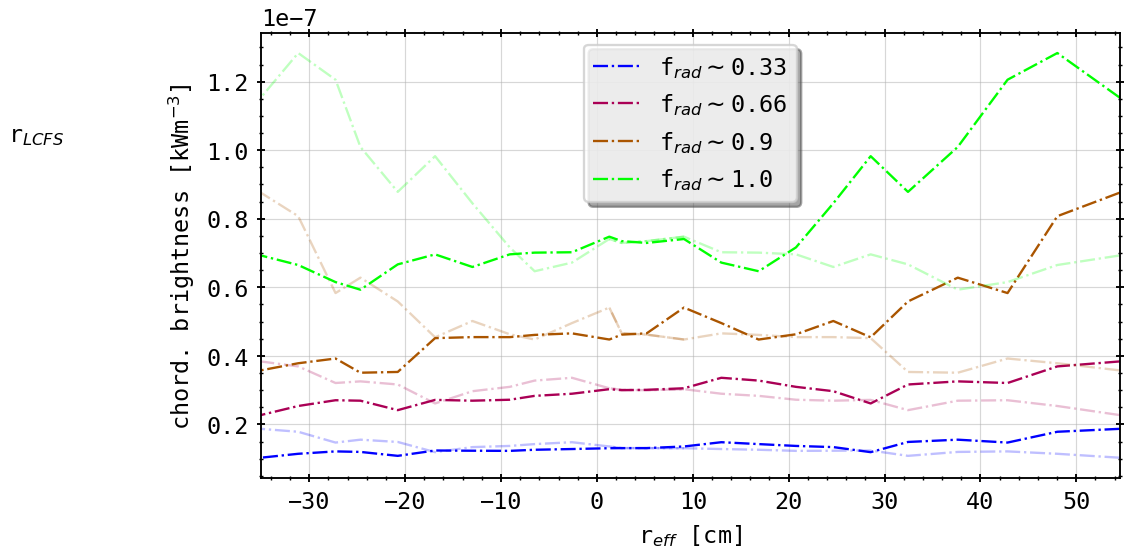 1e−7
r_LCFS
chord. brightness [kWm⁻³]
1.2
1.0
0.8
0.6
0.4
0.2
f_rad ∼ 0.33
f_rad ∼ 0.66
f_rad ∼ 0.9
f_rad ∼ 1.0
−30 −20 −10 0 10 20 30 40 50
r_eff [cm]